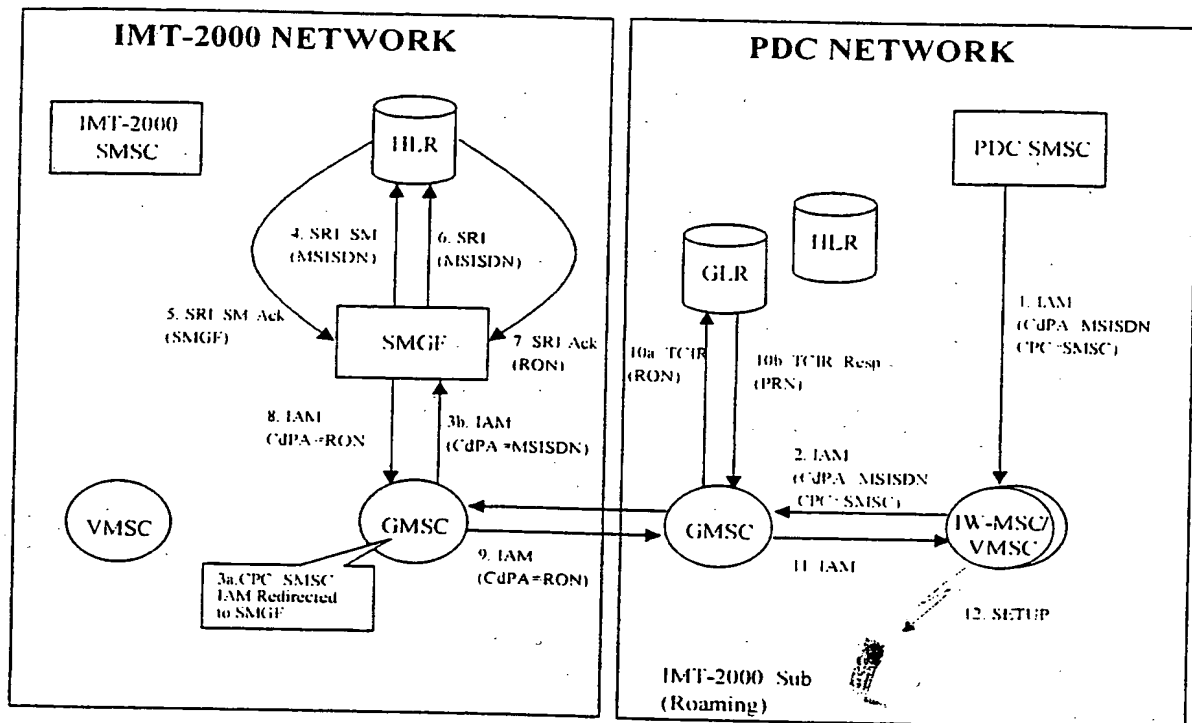 IMT-2000 NETWORK
PDC NETWORK
IMT-2000
SMSC
HLR
PDC SMSC
4. SRI SM
(MSISDN)
6. SRI
(MSISDN)
HLR
GLR
5. SRI SM Ack
(SMGF)
SMGF
7 SRI Ack
(RON)
10a TCIR
(RON)
10b TCIR Resp
(PRN)
1. IAM
(CdPA MSISDN
CPC=SMSC)
8. IAM
CdPA=RON
3b. IAM
(CdPA=MSISDN)
2. IAM
(CdPA MSISDN
CPC=SMSC)
VMSC
GMSC
GMSC
IW-MSC/
VMSC
9. IAM
(CdPA=RON)
11. IAM
3a.CPC SMSC
IAM Redirected
to SMGF
12. SETUP
IMT-2000 Sub
(Roaming)